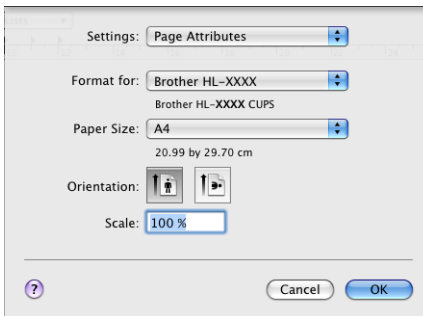 Settings: Page Attributes
Format for: Brother HL-XXXX
Brother HL-XXXX CUPS
Paper Size: A4
20.99 by 29.70 cm
Orientation:
Scale: 100 %
? Cancel OK